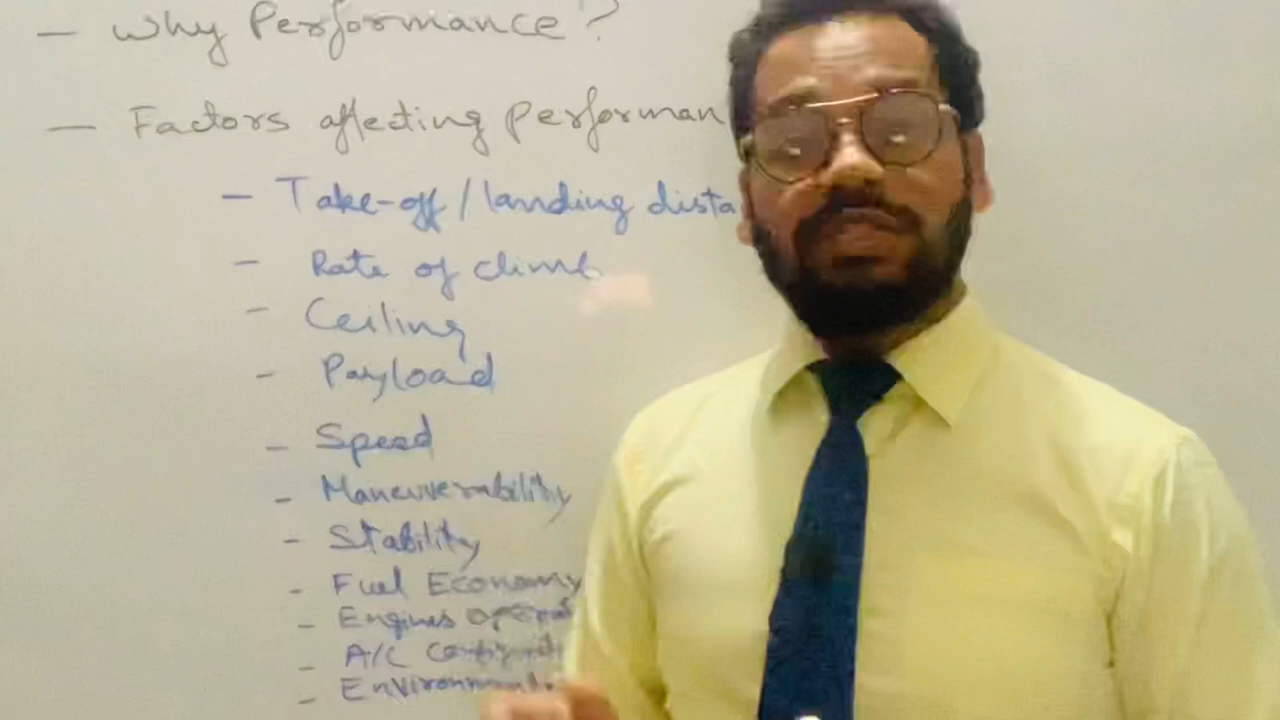 - Why Performance?
- Factors affecting Performan
- Take-off / landing dista
- Rate of climb
- Ceiling
- Payload
- Speed
- Maneuverability
- Stability
- Fuel Economy
- Engines
- A/C
- Environment